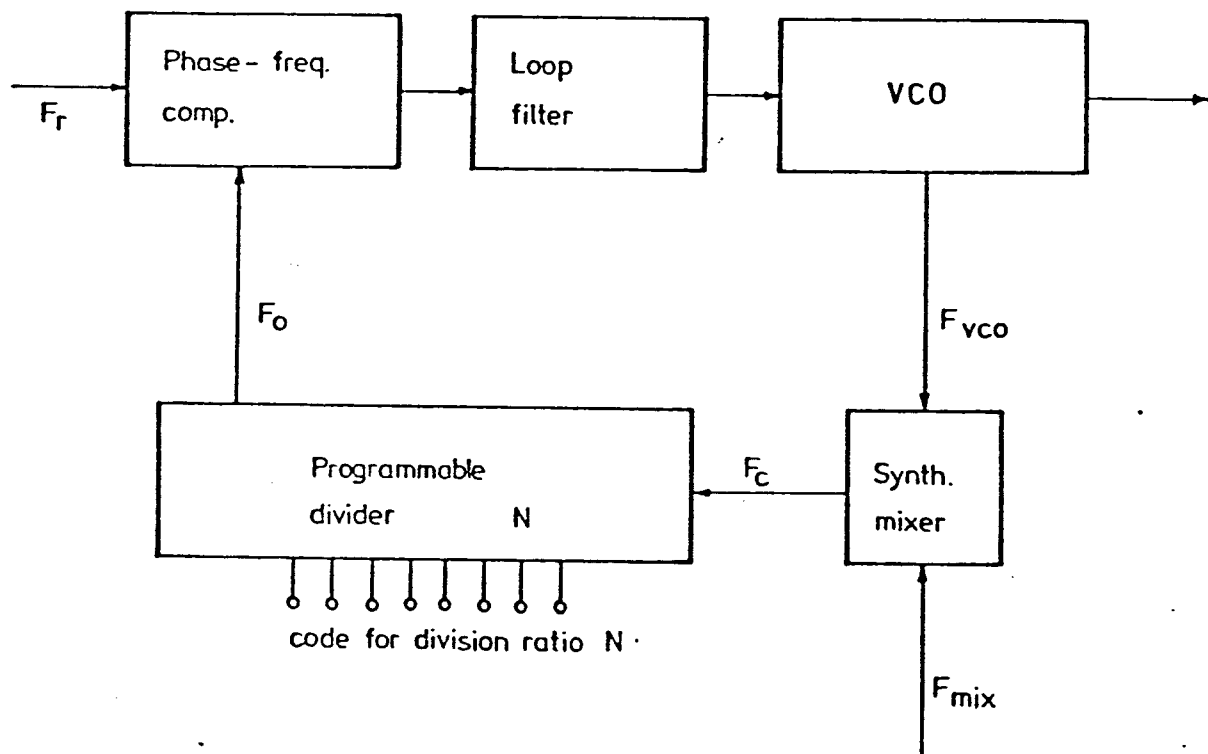 Phase-freq.
comp.
Loop
filter
VCO
Fr
Fo
Fvco
Programmable
divider N
Fc
Synth.
mixer
code for division ratio N
Fmix